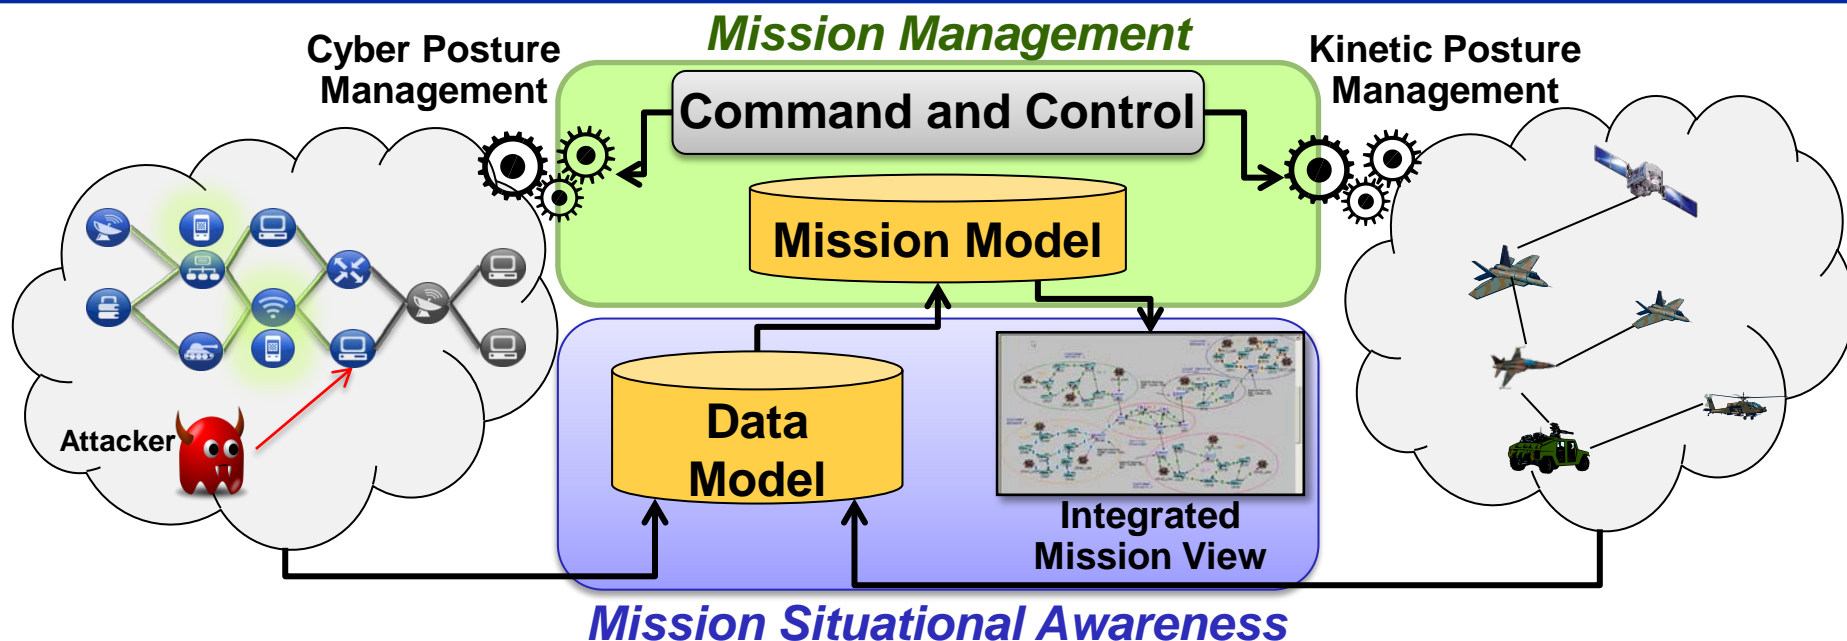 Mission Management
Cyber Posture
Management
Kinetic Posture
Management
Command and Control
Mission Model
Data
Model
Attacker
Integrated
Mission View
Mission Situational Awareness